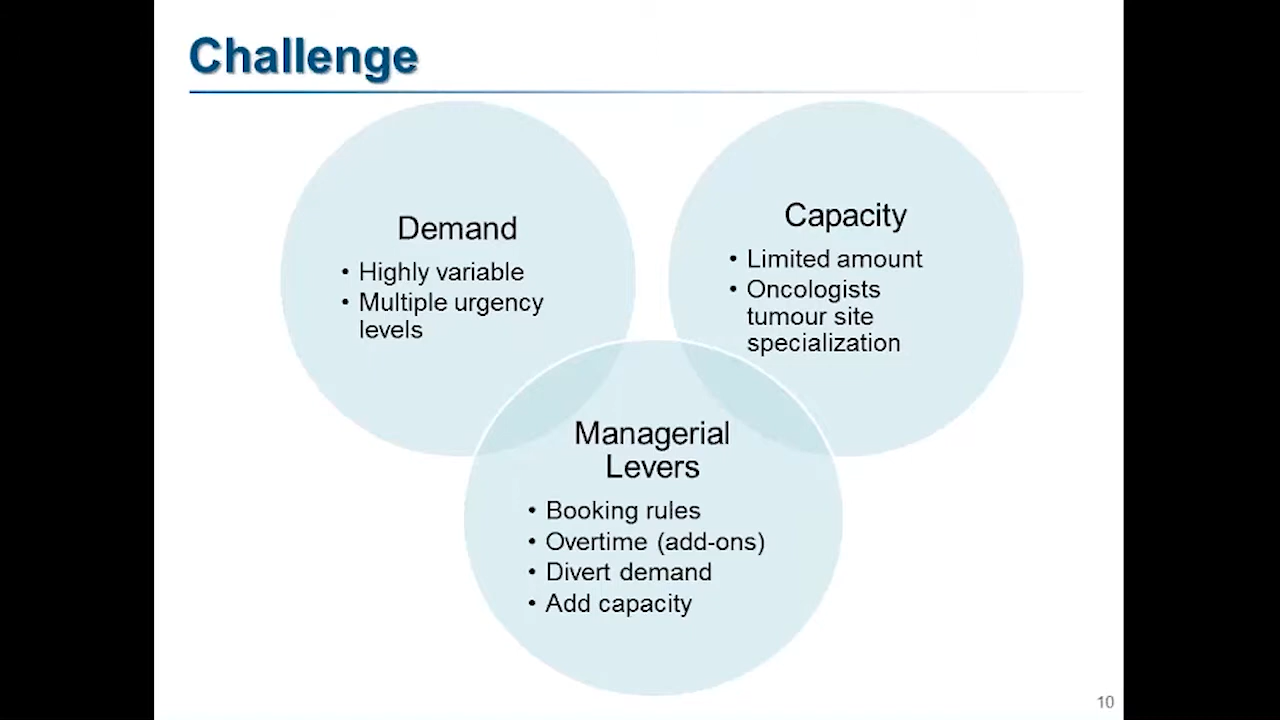 Challenge
Demand
• Highly variable
• Multiple urgency
levels
Capacity
• Limited amount
• Oncologists
tumour site
specialization
Managerial
Levers
• Booking rules
• Overtime (add-ons)
• Divert demand
• Add capacity
10